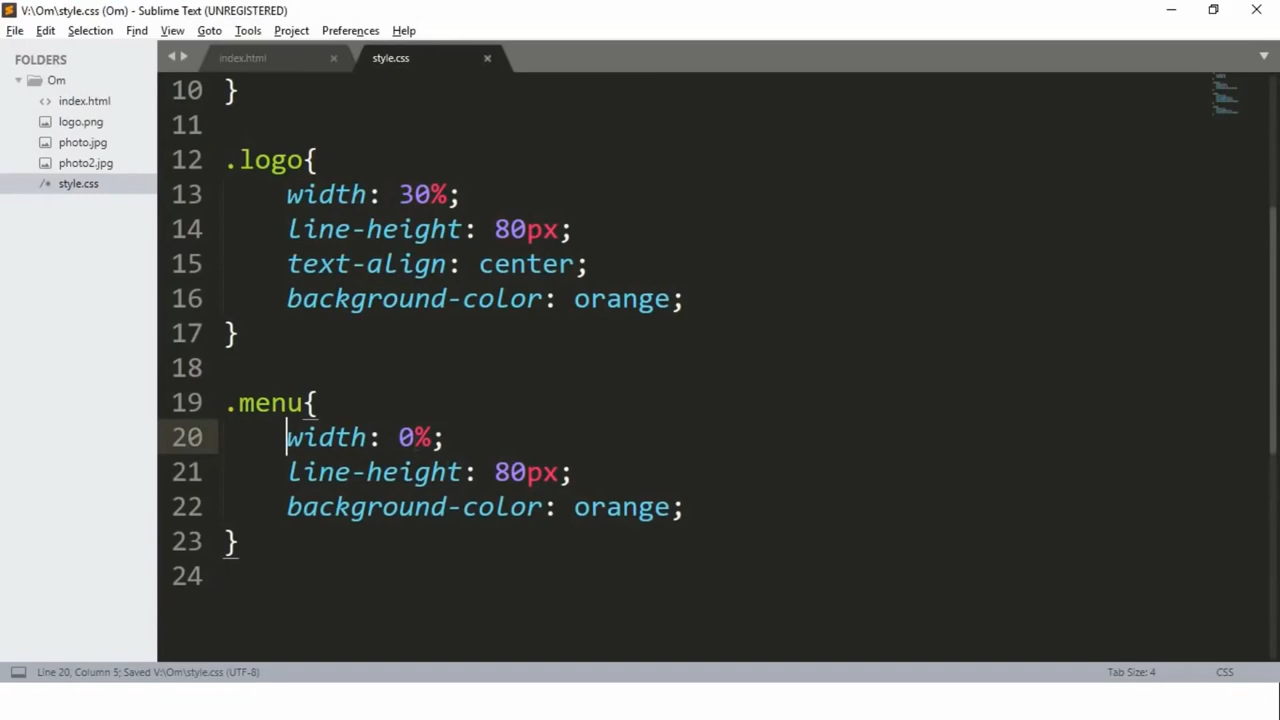 V:\Om\style.css (Om) - Sublime Text (UNREGISTERED)
File Edit Selection Find View Goto Tools Project Preferences Help
FOLDERS
Om
index.html
logo.png
photo.jpg
photo2.jpg
style.css
index.html style.css
10 }
11
12 .logo{
13 width: 30%;
14 line-height: 80px;
15 text-align: center;
16 background-color: orange;
17 }
18
19 .menu{
20 width: 0%;
21 line-height: 80px;
22 background-color: orange;
23 }
24
Line 20, Column 5; Saved V:\Om\style.css (UTF-8) Tab Size: 4 CSS